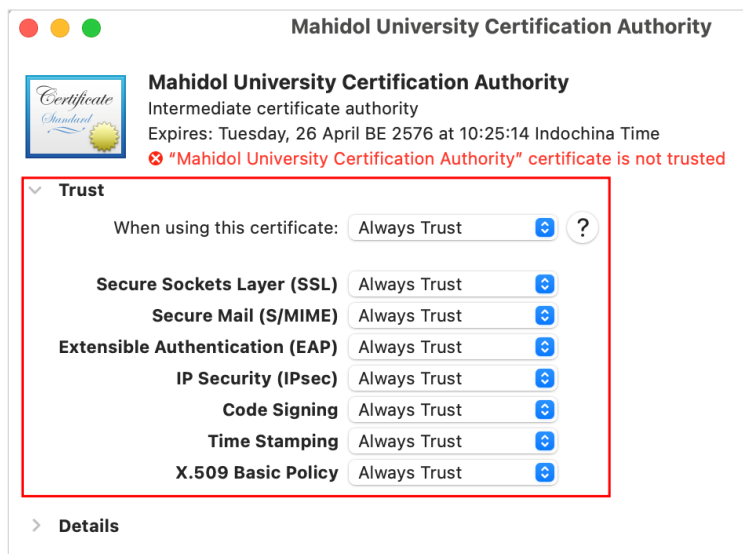 Mahidol University Certification Authority
Certificate
Standard
Mahidol University Certification Authority
Intermediate certificate authority
Expires: Tuesday, 26 April BE 2576 at 10:25:14 Indochina Time
“Mahidol University Certification Authority” certificate is not trusted
Trust
When using this certificate: Always Trust ?
Secure Sockets Layer (SSL) Always Trust
Secure Mail (S/MIME) Always Trust
Extensible Authentication (EAP) Always Trust
IP Security (IPsec) Always Trust
Code Signing Always Trust
Time Stamping Always Trust
X.509 Basic Policy Always Trust
Details